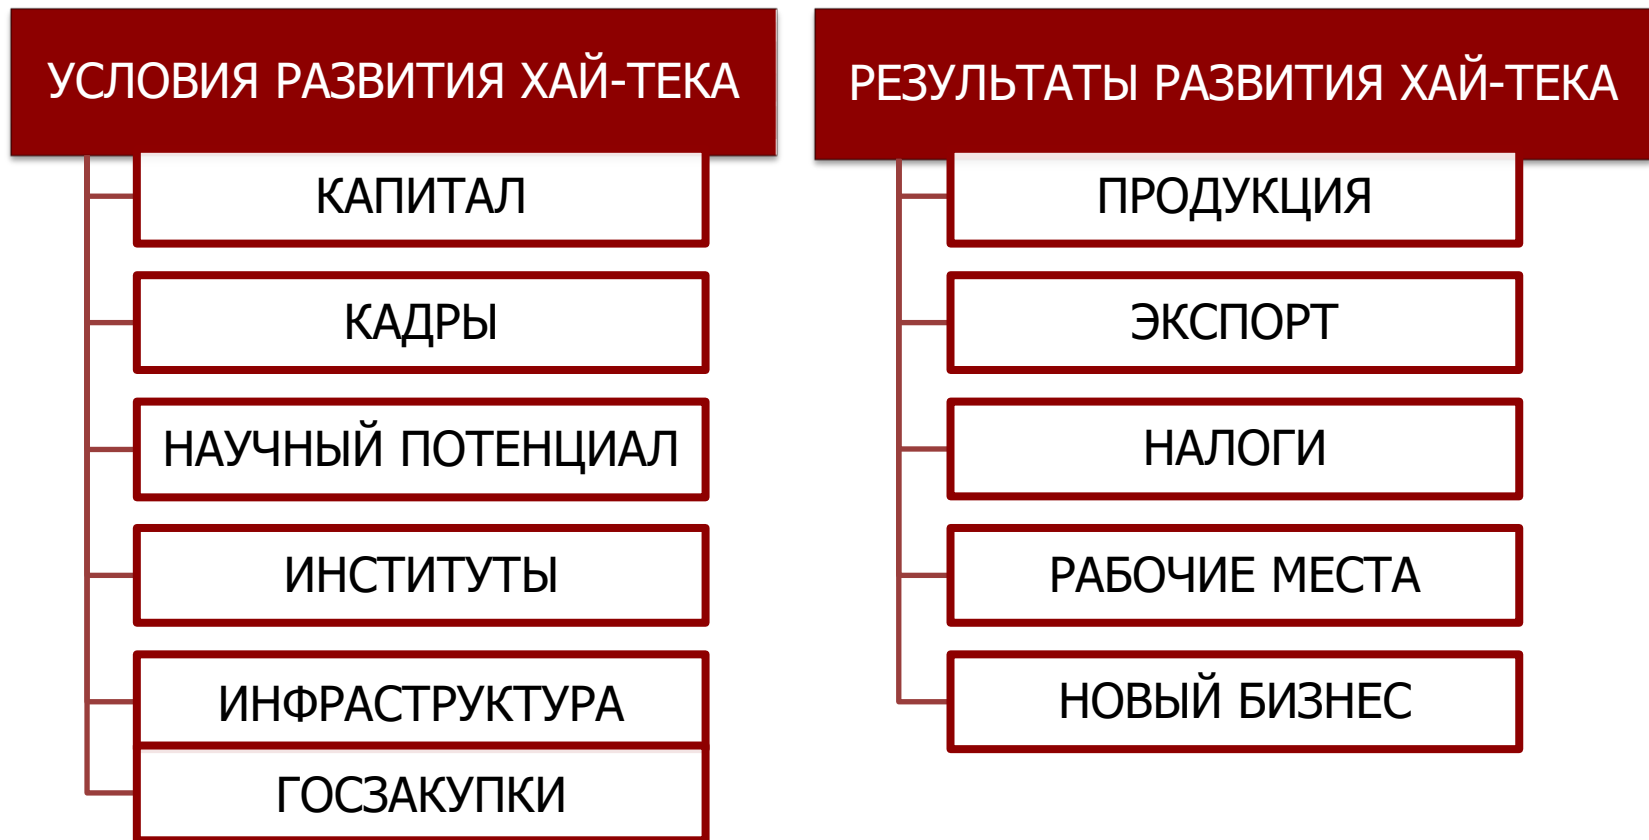 УСЛОВИЯ РАЗВИТИЯ ХАЙ-ТЕКА
КАПИТАЛ
КАДРЫ
НАУЧНЫЙ ПОТЕНЦИАЛ
ИНСТИТУТЫ
ИНФРАСТРУКТУРА
ГОСЗАКУПКИ
РЕЗУЛЬТАТЫ РАЗВИТИЯ ХАЙ-ТЕКА
ПРОДУКЦИЯ
ЭКСПОРТ
НАЛОГИ
РАБОЧИЕ МЕСТА
НОВЫЙ БИЗНЕС